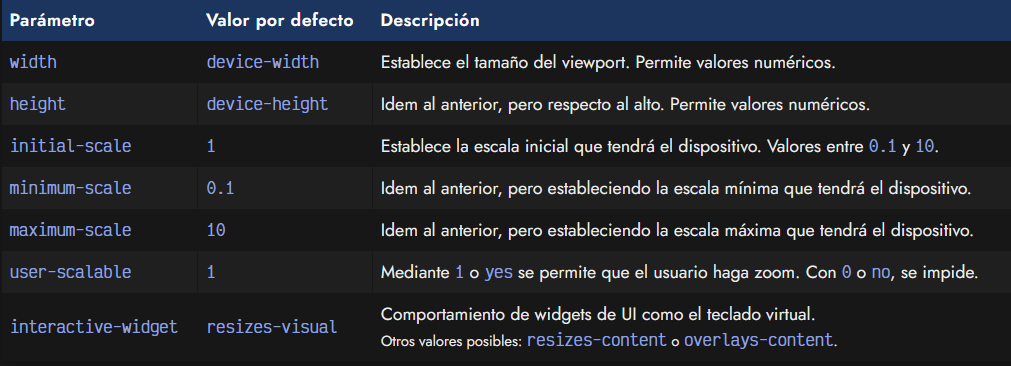 Parámetro Valor por defecto Descripción
width device-width Establece el tamaño del viewport. Permite valores numéricos.
height device-height Idem al anterior, pero respecto al alto. Permite valores numéricos.
initial-scale 1 Establece la escala inicial que tendrá el dispositivo. Valores entre 0.1 y 10.
minimum-scale 0.1 Idem al anterior, pero estableciendo la escala mínima que tendrá el dispositivo.
maximum-scale 10 Idem al anterior, pero estableciendo la escala máxima que tendrá el dispositivo.
user-scalable 1 Mediante 1 o yes se permite que el usuario haga zoom. Con 0 o no, se impide.
interactive-widget resizes-visual Comportamiento de widgets de UI como el teclado virtual.
Otros valores posibles: resizes-content o overlays-content.